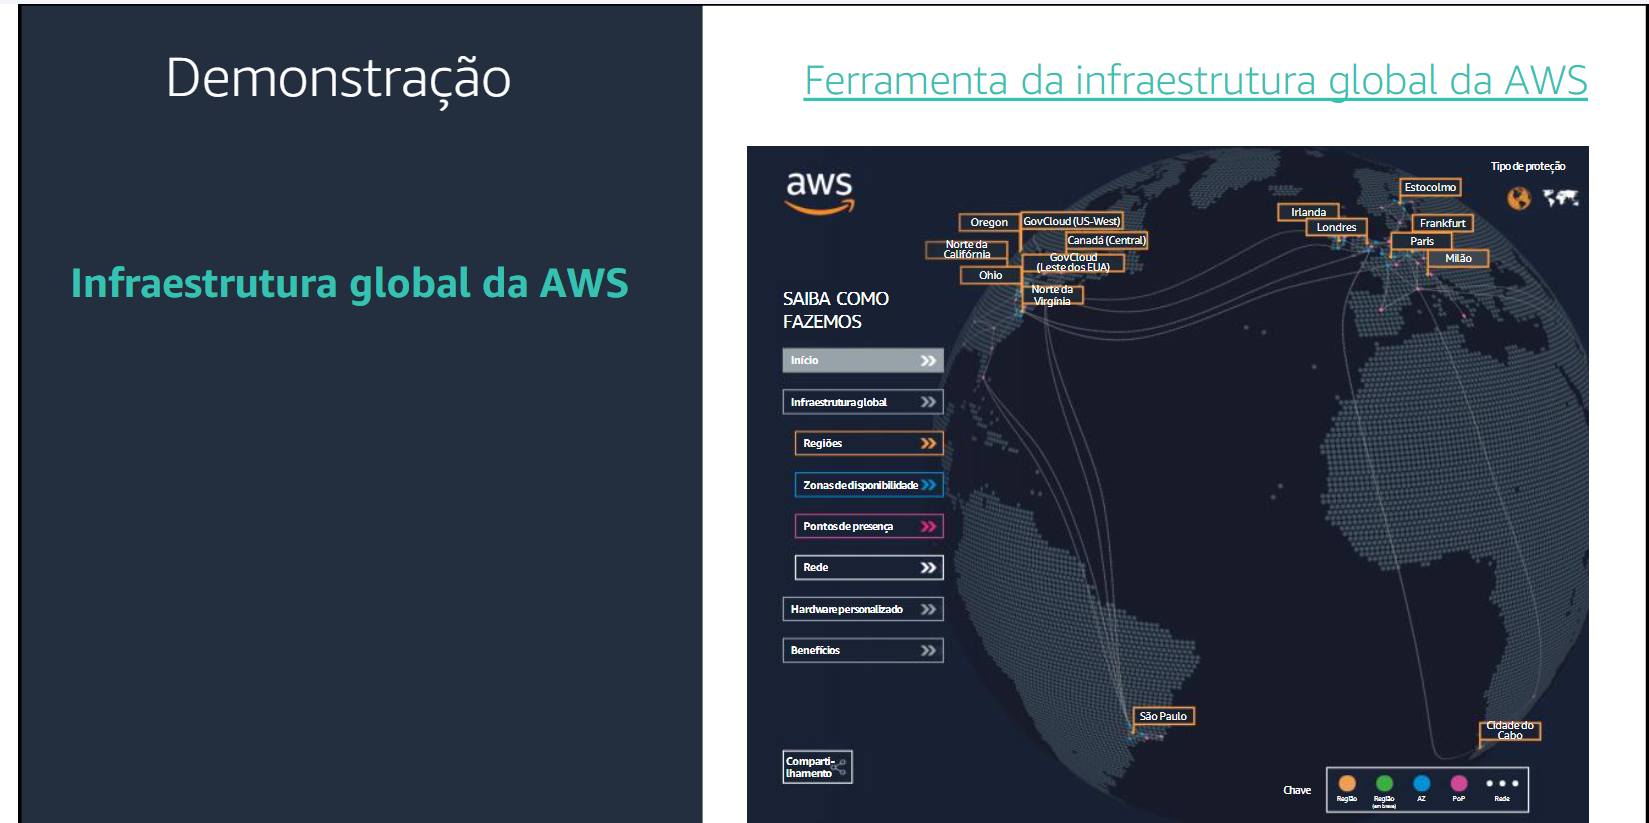 Demonstração
Infraestrutura global da AWS
Ferramenta da infraestrutura global da AWS
aws
Tipo de proteção
Estocolmo
Irlanda
Londres
Frankfurt
Paris
Milão
Oregon
GovCloud (US-West)
Canadá (Central)
Norte da
Califórnia
GovCloud
(Leste dos EUA)
Ohio
Norte da
Virgínia
SAIBA COMO
FAZEMOS
Início
Infraestrutura global
Regiões
Zonas de disponibilidade
Pontos de presença
Rede
Hardware personalizado
Benefícios
São Paulo
Cidade do
Cabo
Comparti-
lhamento
Chave
Região
Região
(em breve)
AZ
PoP
Rede